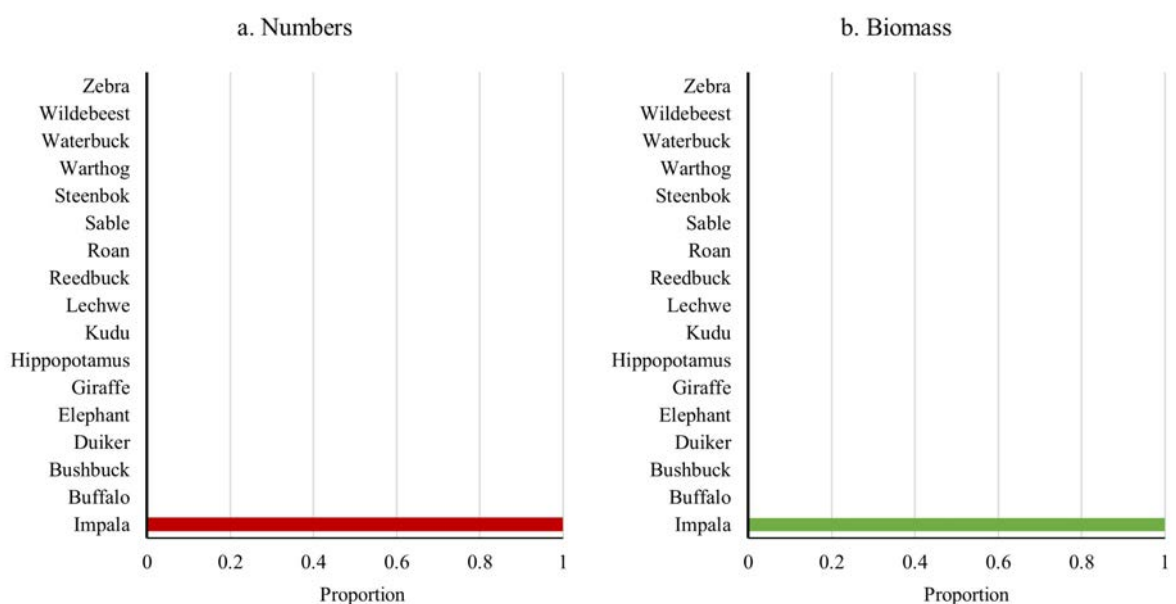 a. Numbers
Zebra
Wildebeest
Waterbuck
Warthog
Steenbok
Sable
Roan
Reedbuck
Lechwe
Kudu
Hippopotamus
Giraffe
Elephant
Duiker
Bushbuck
Buffalo
Impala
0 0.2 0.4 0.6 0.8 1
Proportion
b. Biomass
Zebra
Wildebeest
Waterbuck
Warthog
Steenbok
Sable
Roan
Reedbuck
Lechwe
Kudu
Hippopotamus
Giraffe
Elephant
Duiker
Bushbuck
Buffalo
Impala
0 0.2 0.4 0.6 0.8 1
Proportion